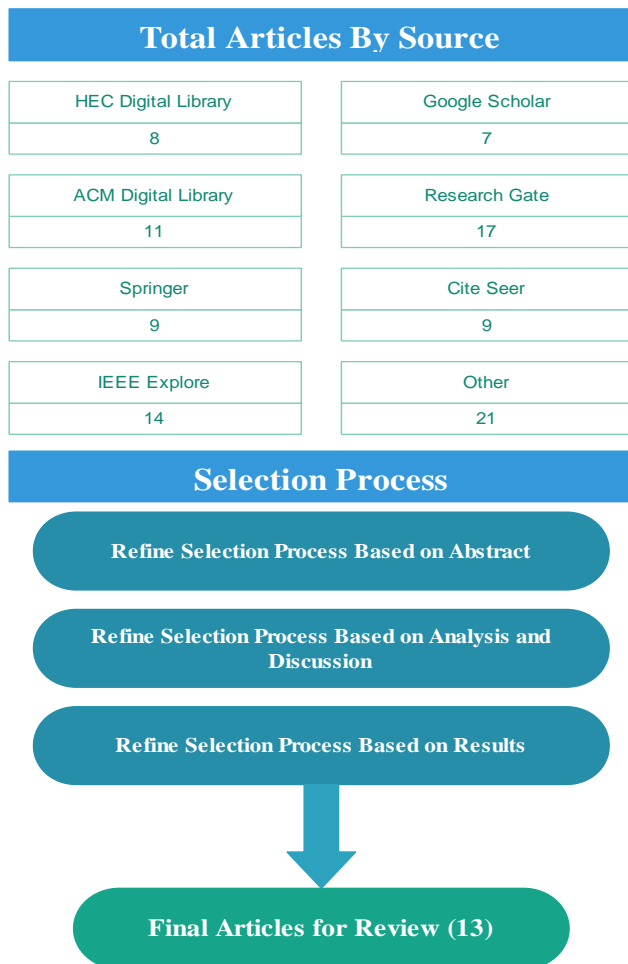 Total Articles By Source
HEC Digital Library
8
Google Scholar
7
ACM Digital Library
11
Research Gate
17
Springer
9
Cite Seer
9
IEEE Explore
14
Other
21
Selection Process
Refine Selection Process Based on Abstract
Refine Selection Process Based on Analysis and
Discussion
Refine Selection Process Based on Results
Final Articles for Review (13)